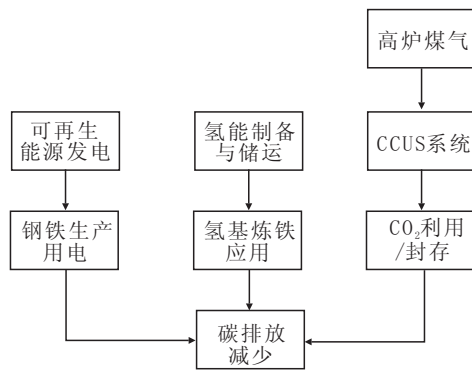 高炉煤气
可再生
能源发电
氢能制备
与储运
CCUS系统
钢铁生产
用电
氢基炼铁
应用
CO₂利用
/封存
碳排放
减少